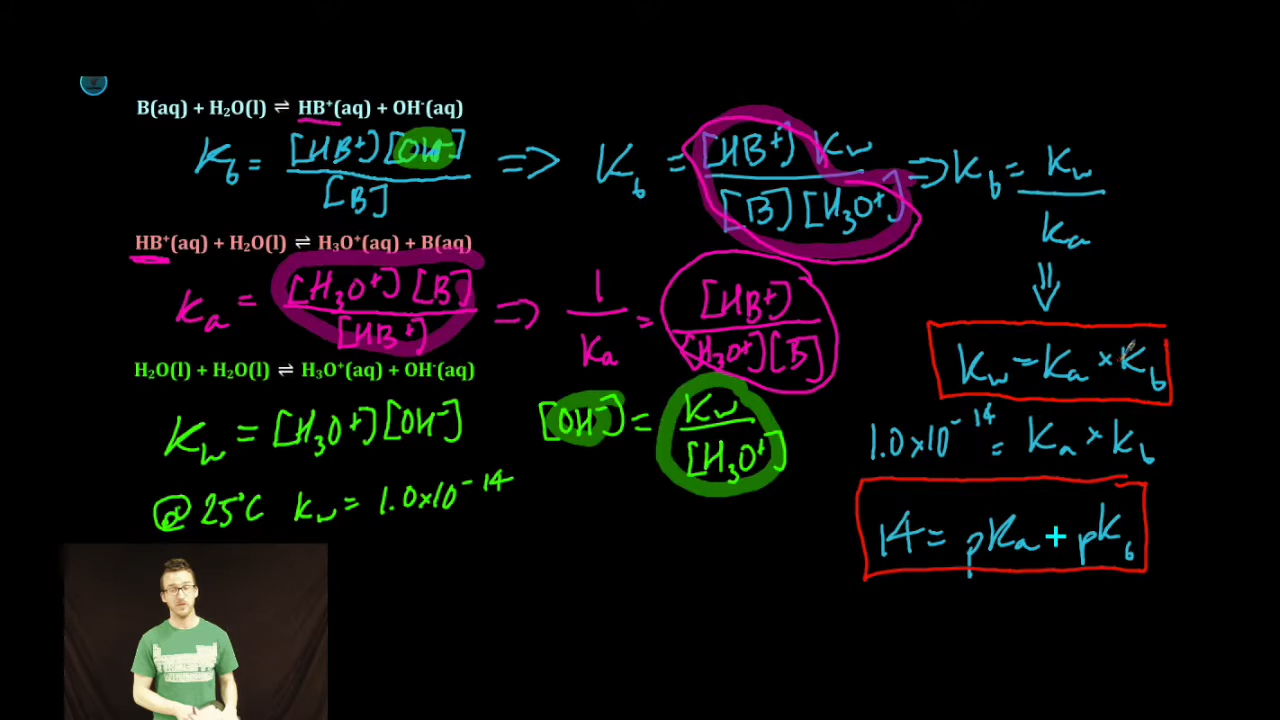 B(aq) + H₂O(l) ⇌ HB⁺(aq) + OH⁻(aq)
K_b = [HB⁺][OH⁻] / [B] ⇒ K_b = [HB⁺] K_w / [B][H₃O⁺] ⇒ K_b = K_w / K_a
HB⁺(aq) + H₂O(l) ⇌ H₃O⁺(aq) + B(aq)
K_a = [H₃O⁺][B] / [HB⁺] ⇒ 1 / K_a = [HB⁺] / [H₃O⁺][B]
⇓
K_w = K_a × K_b
H₂O(l) + H₂O(l) ⇌ H₃O⁺(aq) + OH⁻(aq)
K_w = [H₃O⁺][OH⁻]
[OH⁻] = K_w / [H₃O⁺]
1.0×10⁻¹⁴ = K_a × K_b
@ 25°C K_w = 1.0×10⁻¹⁴
14 = pK_a + pK_b